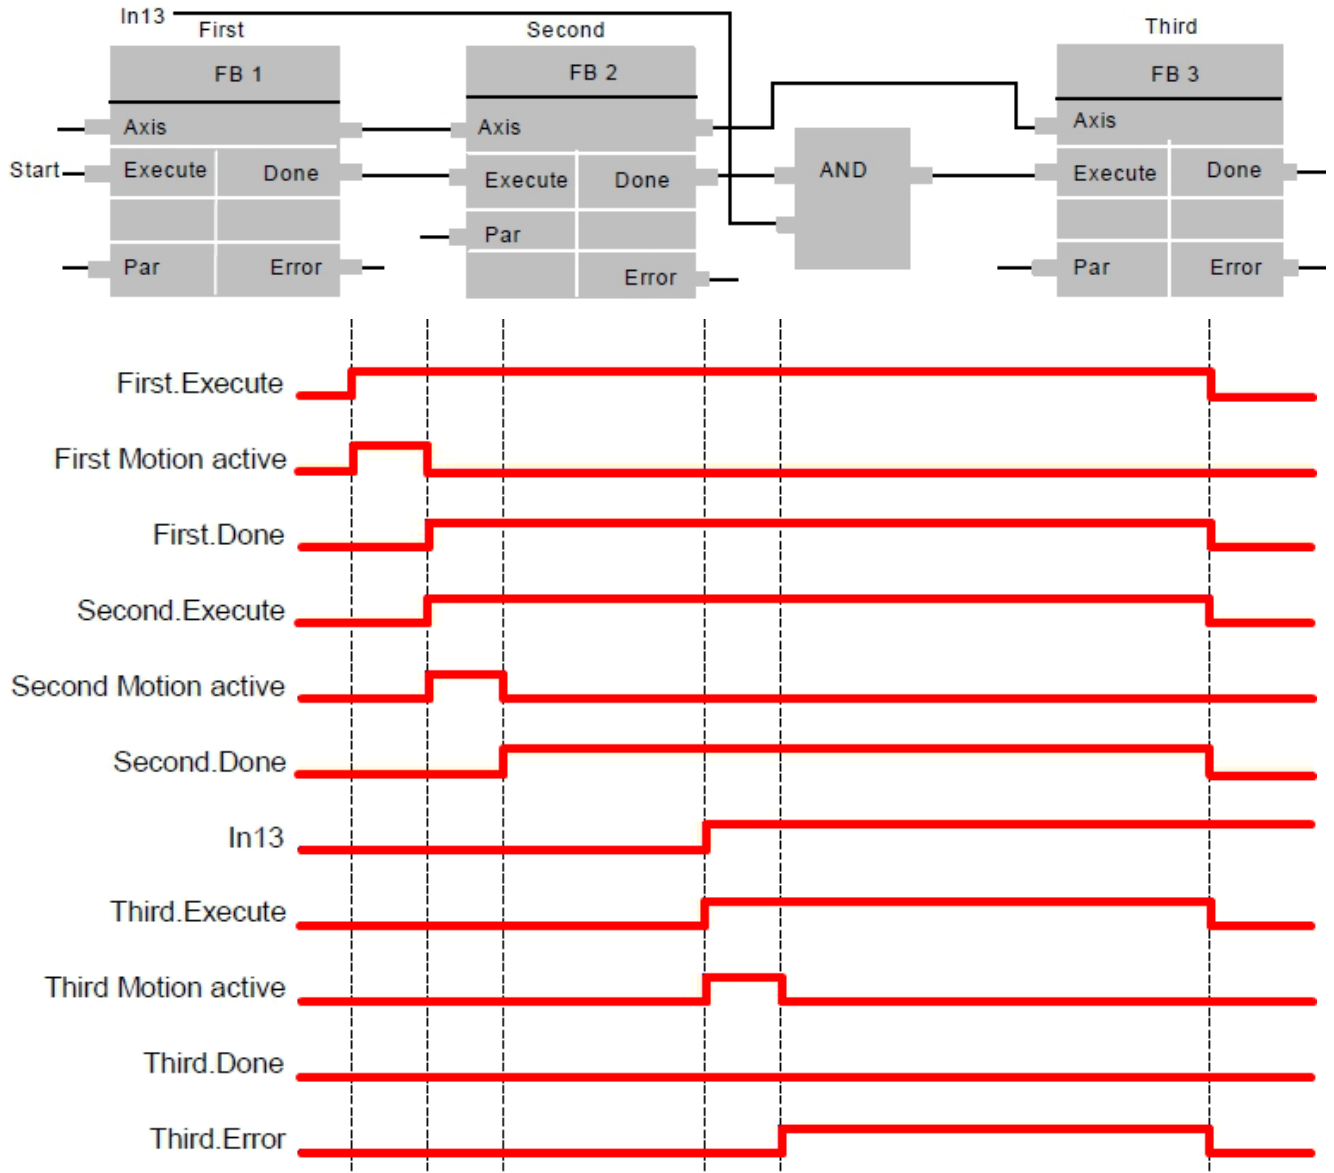 In13
First
Second
Third
FB 1
FB 2
FB 3
Axis
Axis
Axis
Start
Execute
Done
Execute
Done
AND
Execute
Done
Par
Error
Par
Error
Par
Error
First.Execute
First Motion active
First.Done
Second.Execute
Second Motion active
Second.Done
In13
Third.Execute
Third Motion active
Third.Done
Third.Error